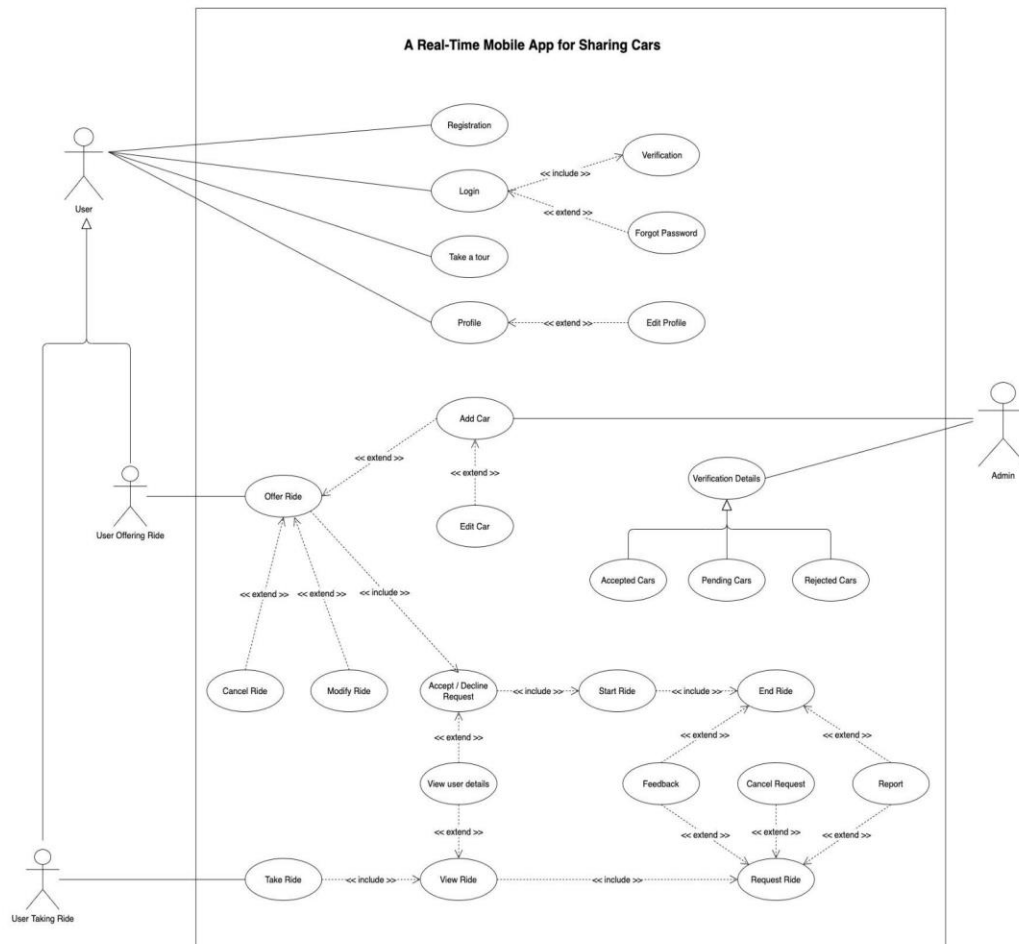 A Real-Time Mobile App for Sharing Cars
Registration
Verification
<< include >>
Login
User
<< extend >>
Forgot Password
Take a tour
Profile
<< extend >>
Edit Profile
Add Car
<< extend >>
<< extend >>
Verification Details
Admin
Offer Ride
Edit Car
User Offering Ride
Accepted Cars
Pending Cars
Rejected Cars
<< extend >>
<< extend >>
<< include >>
Cancel Ride
Modify Ride
Accept / Decline
Request
<< include >>
Start Ride
<< include >>
End Ride
<< extend >>
<< extend >>
<< extend >>
View user details
Feedback
Cancel Request
Report
<< extend >>
<< extend >>
<< extend >>
<< extend >>
Take Ride
<< include >>
View Ride
<< include >>
Request Ride
User Taking Ride